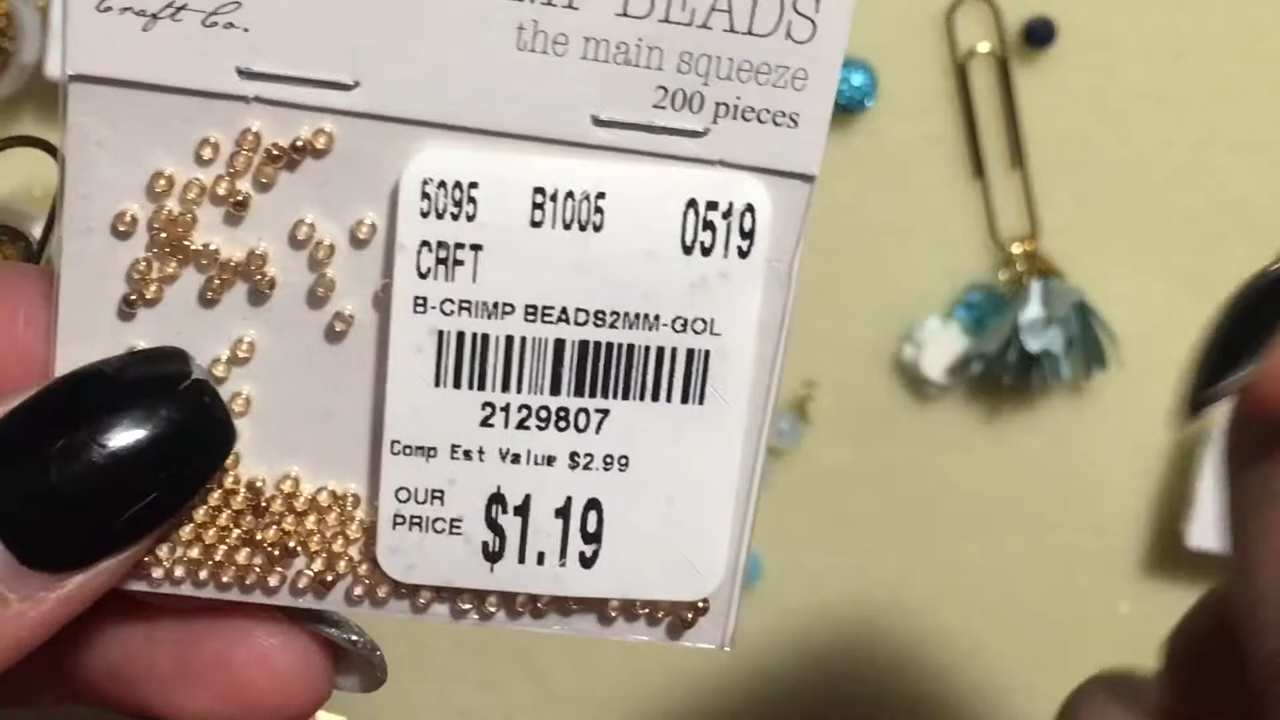 Craft Co.
BEADS
the main squeeze
200 pieces
5095 B1005 0519
CRFT
B-CRIMP BEADS2MM-GOL
2129807
Comp Est Value $2.99
OUR
PRICE $1.19